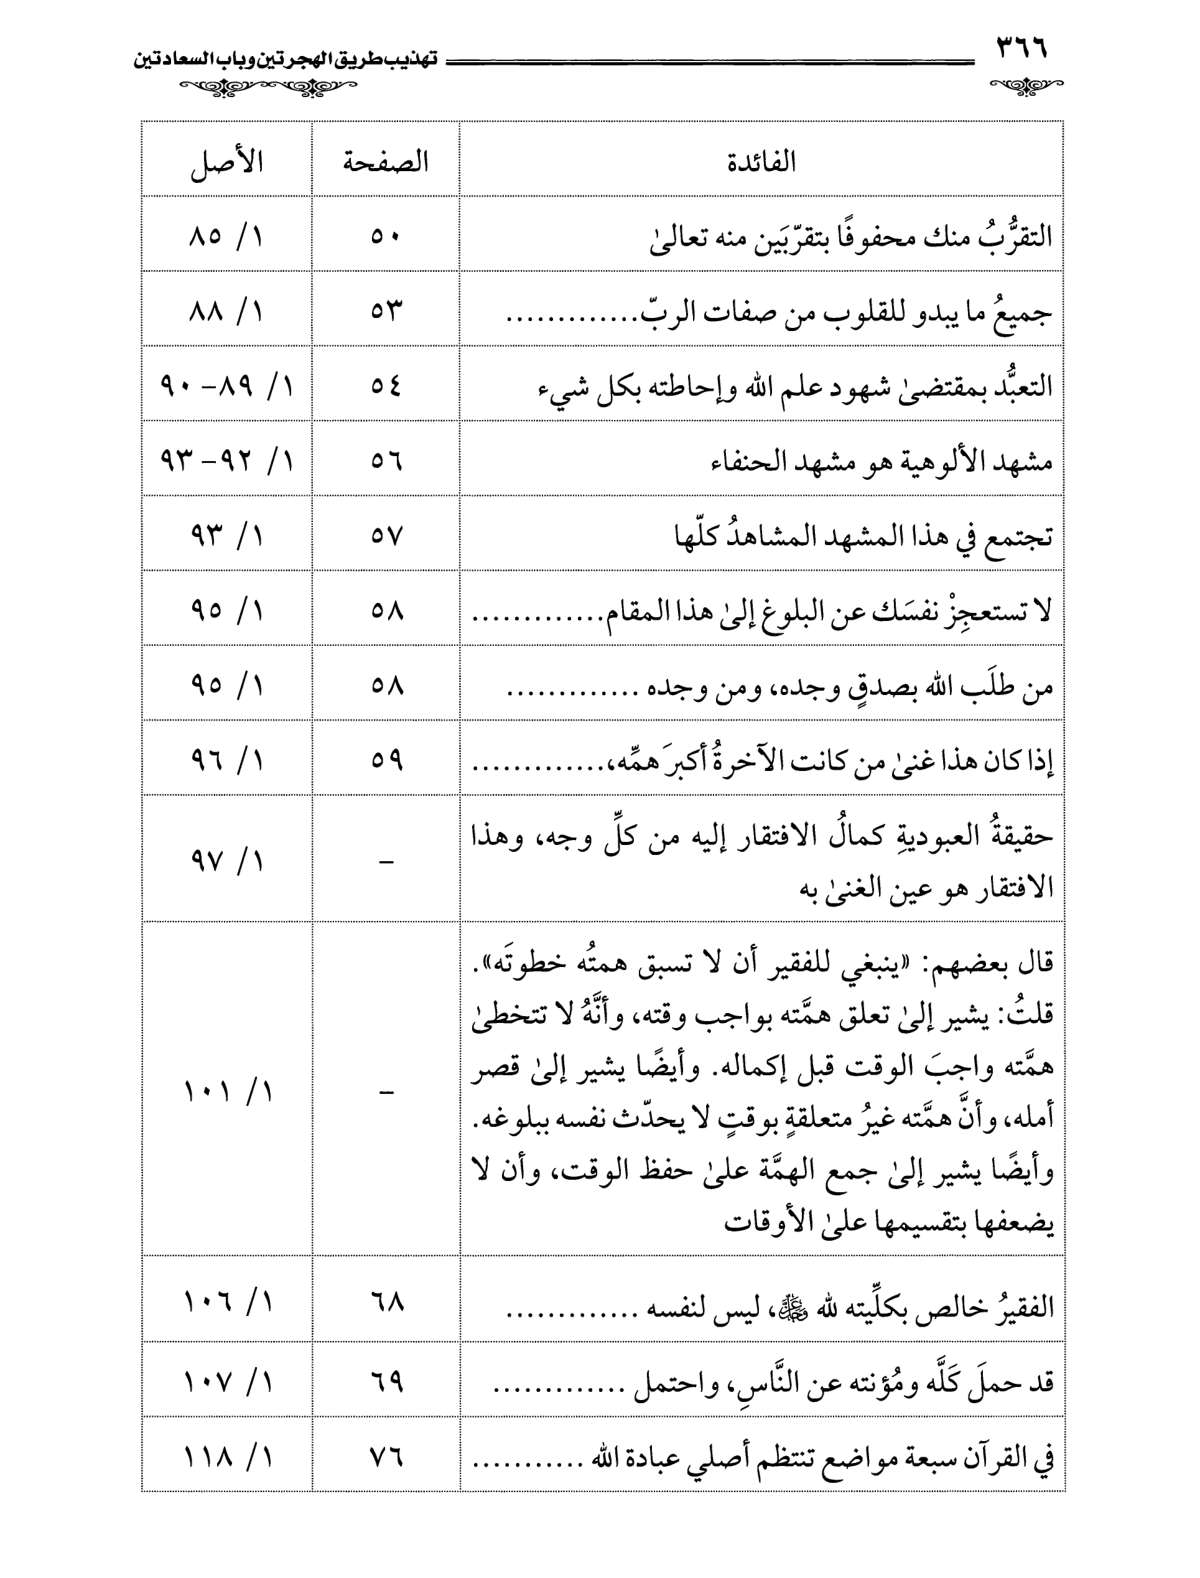 ٣٦٦ تهذيب طريق الهجرتين وباب السعادتين
الفائدة الصفحة الأصل
التقرُّبُ منك محفوفًا بتقرّبَين منه تعالىٰ ٥٠ ١/ ٨٥
جميعُ ما يبدو للقلوب من صفات الربّ............. ٥٣ ١/ ٨٨
التعبُّد بمقتضىٰ شهود علم الله وإحاطته بكل شيء ٥٤ ١/ ٨٩– ٩٠
مشهد الألوهية هو مشهد الحنفاء ٥٦ ١/ ٩٢– ٩٣
تجتمع في هذا المشهد المشاهدُ كلّها ٥٧ ١/ ٩٣
لا تستعجِزْ نفسَك عن البلوغ إلىٰ هذا المقام............. ٥٨ ١/ ٩٥
من طلَب الله بصدقٍ وجده، ومن وجده ............. ٥٨ ١/ ٩٥
إذا كان هذا غنىٰ من كانت الآخرةُ أكبرَ همِّه،............. ٥٩ ١/ ٩٦
حقيقةُ العبوديةِ كمالُ الافتقار إليه من كلِّ وجه، وهذا
الافتقار هو عين الغنىٰ به – ١/ ٩٧
قال بعضهم: «ينبغي للفقير أن لا تسبق همتُه خطوتَه».
قلتُ: يشير إلىٰ تعلق همَّته بواجب وقته، وأنَّهُ لا تتخطىٰ
همَّته واجبَ الوقت قبل إكماله. وأيضًا يشير إلىٰ قصر
أمله، وأنَّ همَّته غيرُ متعلقةٍ بوقتٍ لا يحدّث نفسه ببلوغه.
وأيضًا يشير إلىٰ جمع الهمَّة علىٰ حفظ الوقت، وأن لا
يضعفها بتقسيمها علىٰ الأوقات – ١/ ١٠١
الفقيرُ خالص بكلِّيته لله ﷻ، ليس لنفسه ............. ٦٨ ١/ ١٠٦
قد حملَ كَلَّه ومُؤنته عن النَّاسِ، واحتمل ............. ٦٩ ١/ ١٠٧
في القرآن سبعة مواضع تنتظم أصلي عبادة الله ........... ٧٦ ١/ ١١٨